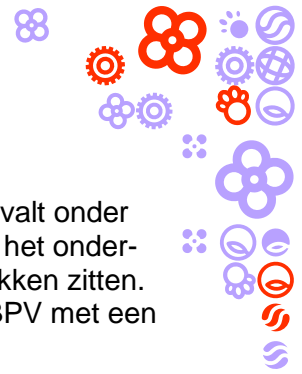 valt onder
het onder-
kken zitten.
BPV met een